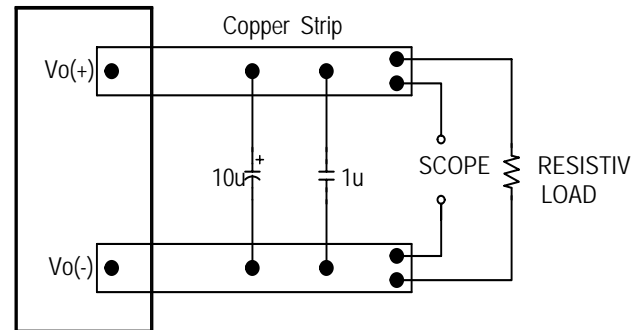 Copper Strip
Vo(+)
10u
+
1u
SCOPE
RESISTIV
LOAD
Vo(-)